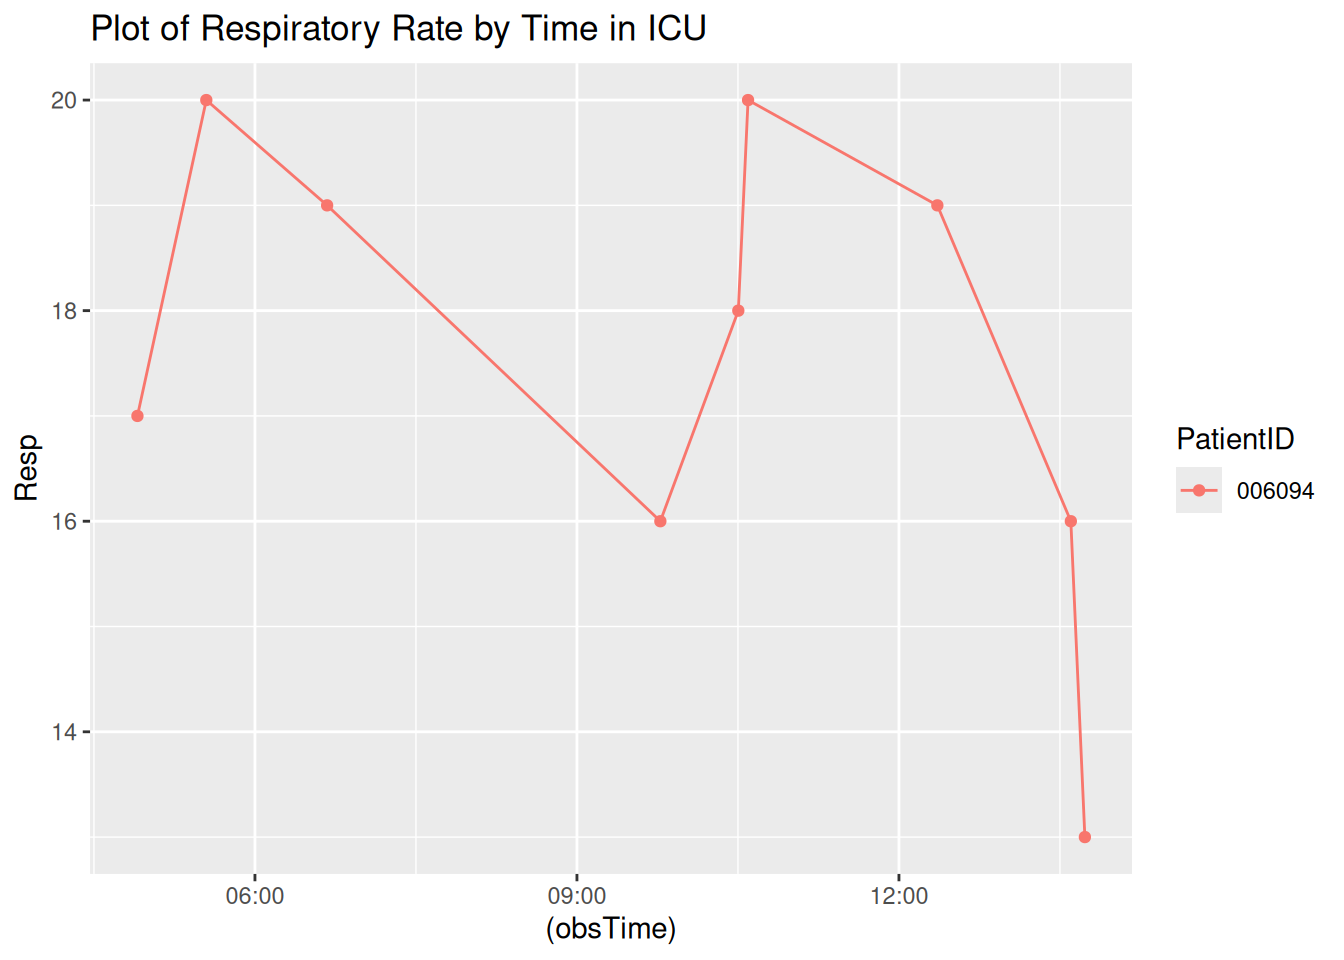 Plot of Respiratory Rate by Time in ICU
20
18
16
14
Resp
06:00 09:00 12:00
(obsTime)
PatientID
006094